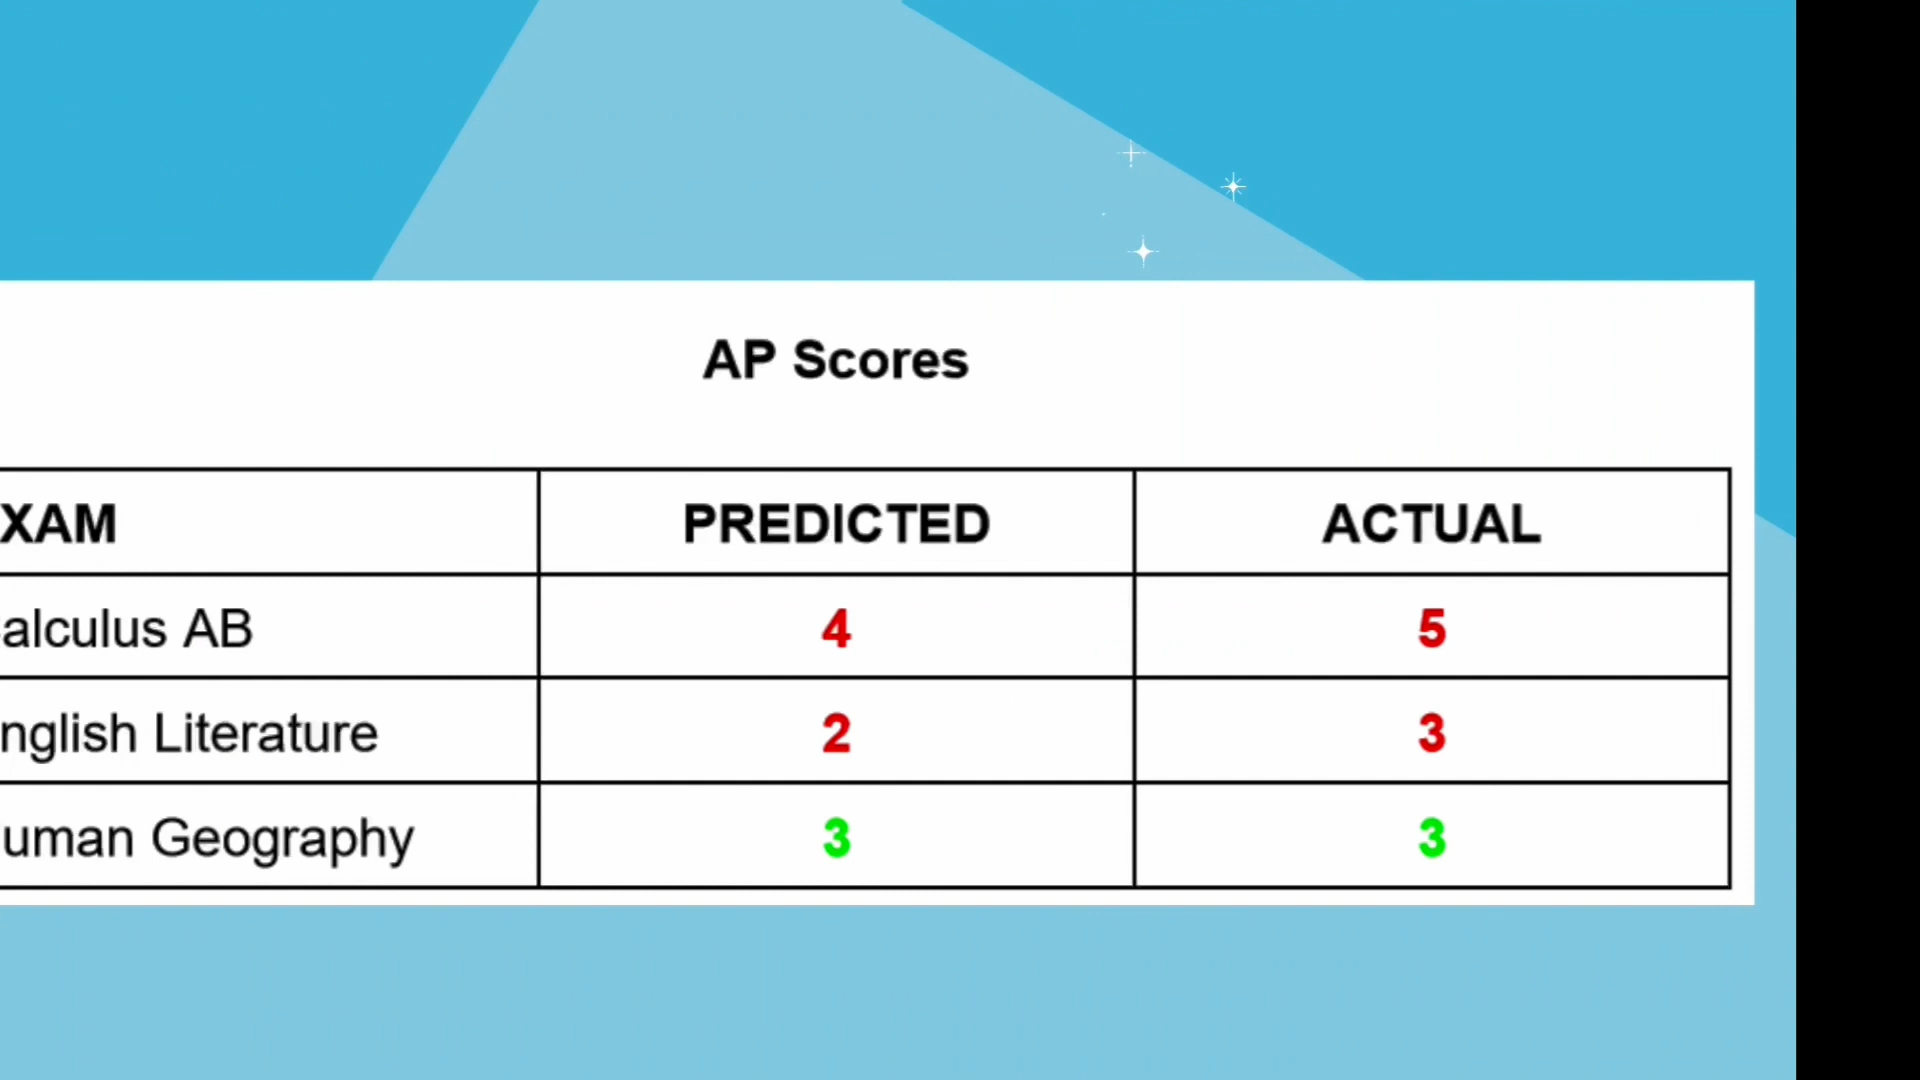 AP Scores
XAM PREDICTED ACTUAL
alculus AB 4 5
nglish Literature 2 3
uman Geography 3 3